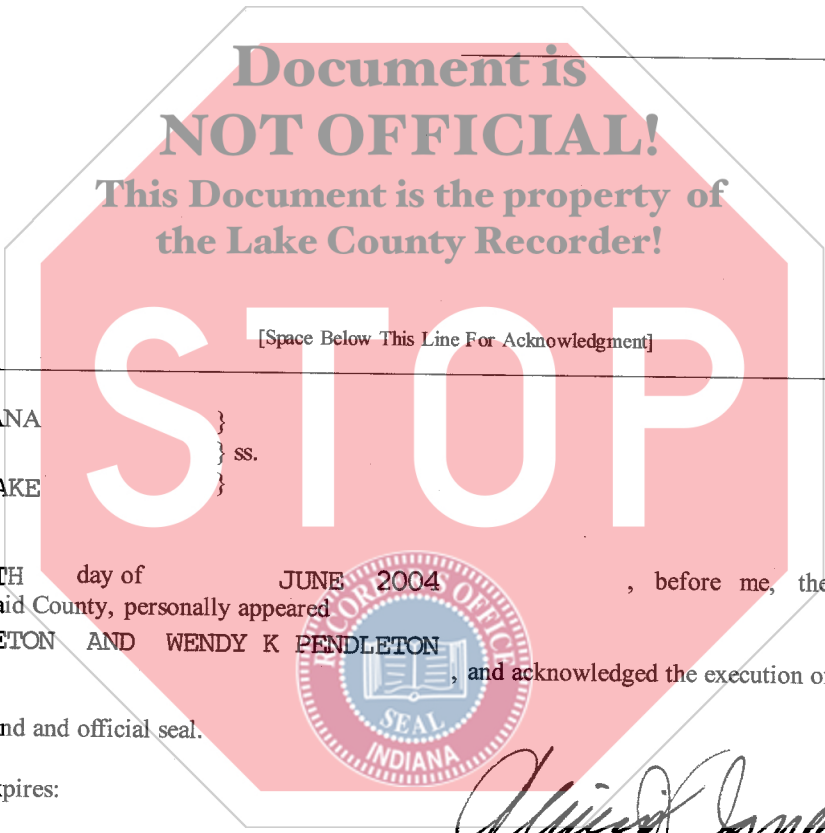 Document is
NOT OFFICIAL!
This Document is the property of
the Lake County Recorder!
STOP
[Space Below This Line For Acknowledgment]
ANA }
} ss.
AKE }
TH day of JUNE 2004 , before me, the
aid County, personally appeared
ETON AND WENDY K PENDLETON
, and acknowledged the execution of
nd and official seal.
xpires:
RECORDER OFFICE
SEAL
INDIANA